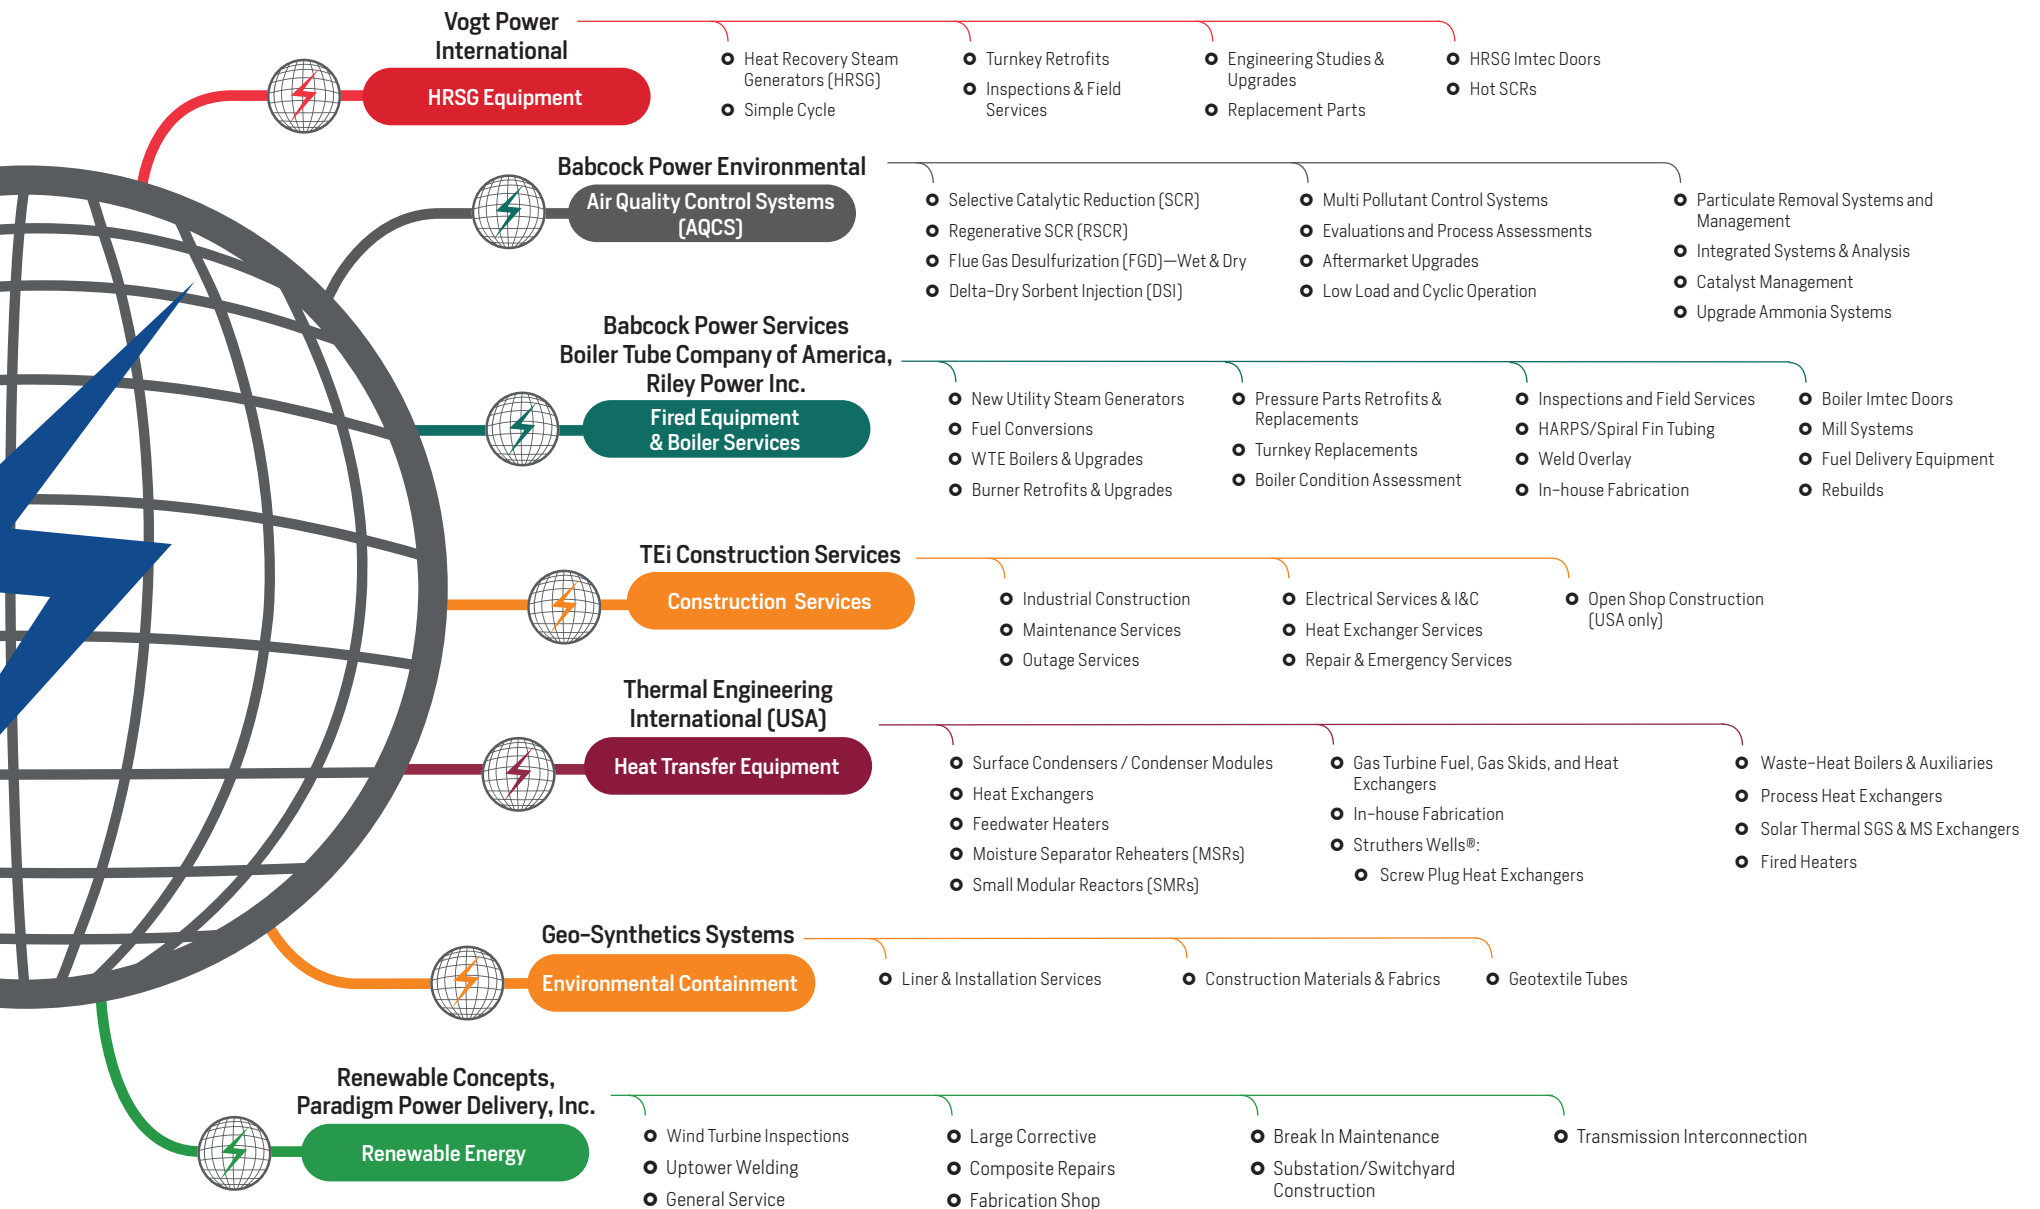 Vogt Power
International
HRSG Equipment
Heat Recovery Steam
Generators (HRSG)
Simple Cycle
Turnkey Retrofits
Inspections & Field
Services
Engineering Studies &
Upgrades
Replacement Parts
HRSG Imtec Doors
Hot SCRs
Babcock Power Environmental
Air Quality Control Systems
(AQCS)
Selective Catalytic Reduction (SCR)
Regenerative SCR (RSCR)
Flue Gas Desulfurization (FGD)—Wet & Dry
Delta-Dry Sorbent Injection (DSI)
Multi Pollutant Control Systems
Evaluations and Process Assessments
Aftermarket Upgrades
Low Load and Cyclic Operation
Particulate Removal Systems and
Management
Integrated Systems & Analysis
Catalyst Management
Upgrade Ammonia Systems
Babcock Power Services
Boiler Tube Company of America,
Riley Power Inc.
Fired Equipment
& Boiler Services
New Utility Steam Generators
Fuel Conversions
WTE Boilers & Upgrades
Burner Retrofits & Upgrades
Pressure Parts Retrofits &
Replacements
Turnkey Replacements
Boiler Condition Assessment
Inspections and Field Services
HARPS/Spiral Fin Tubing
Weld Overlay
In-house Fabrication
Boiler Imtec Doors
Mill Systems
Fuel Delivery Equipment
Rebuilds
TEi Construction Services
Construction Services
Industrial Construction
Maintenance Services
Outage Services
Electrical Services & I&C
Heat Exchanger Services
Repair & Emergency Services
Open Shop Construction
(USA only)
Thermal Engineering
International (USA)
Heat Transfer Equipment
Surface Condensers / Condenser Modules
Heat Exchangers
Feedwater Heaters
Moisture Separator Reheaters (MSRs)
Small Modular Reactors (SMRs)
Gas Turbine Fuel, Gas Skids, and Heat
Exchangers
In-house Fabrication
Struthers Wells®:
Screw Plug Heat Exchangers
Waste-Heat Boilers & Auxiliaries
Process Heat Exchangers
Solar Thermal SGS & MS Exchangers
Fired Heaters
Geo-Synthetics Systems
Environmental Containment
Liner & Installation Services
Construction Materials & Fabrics
Geotextile Tubes
Renewable Concepts,
Paradigm Power Delivery, Inc.
Renewable Energy
Wind Turbine Inspections
Uptower Welding
General Service
Large Corrective
Composite Repairs
Fabrication Shop
Break In Maintenance
Substation/Switchyard
Construction
Transmission Interconnection